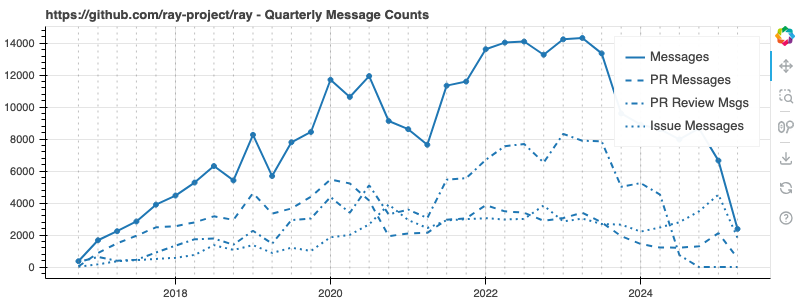 https://github.com/ray-project/ray - Quarterly Message Counts
14000
12000
10000
8000
6000
4000
2000
0
2018
2020
2022
2024
Messages
PR Messages
PR Review Msgs
Issue Messages